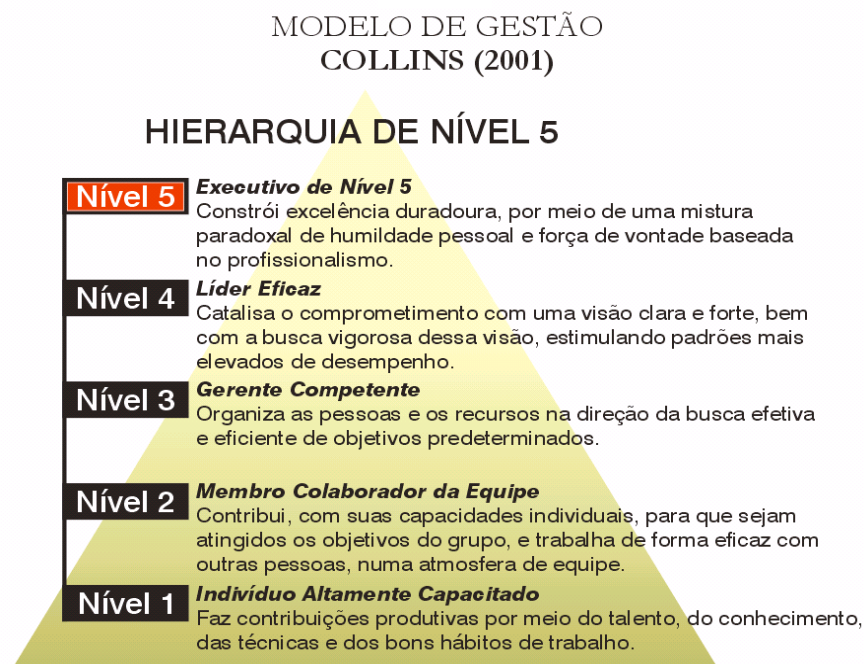 MODELO DE GESTÃO
COLLINS (2001)
HIERARQUIA DE NÍVEL 5
Nível 5
Executivo de Nível 5
Constrói excelência duradoura, por meio de uma mistura
paradoxal de humildade pessoal e força de vontade baseada
no profissionalismo.
Nível 4
Líder Eficaz
Catalisa o comprometimento com uma visão clara e forte, bem
com a busca vigorosa dessa visão, estimulando padrões mais
elevados de desempenho.
Nível 3
Gerente Competente
Organiza as pessoas e os recursos na direção da busca efetiva
e eficiente de objetivos predeterminados.
Nível 2
Membro Colaborador da Equipe
Contribui, com suas capacidades individuais, para que sejam
atingidos os objetivos do grupo, e trabalha de forma eficaz com
outras pessoas, numa atmosfera de equipe.
Nível 1
Indivíduo Altamente Capacitado
Faz contribuições produtivas por meio do talento, do conhecimento,
das técnicas e dos bons hábitos de trabalho.